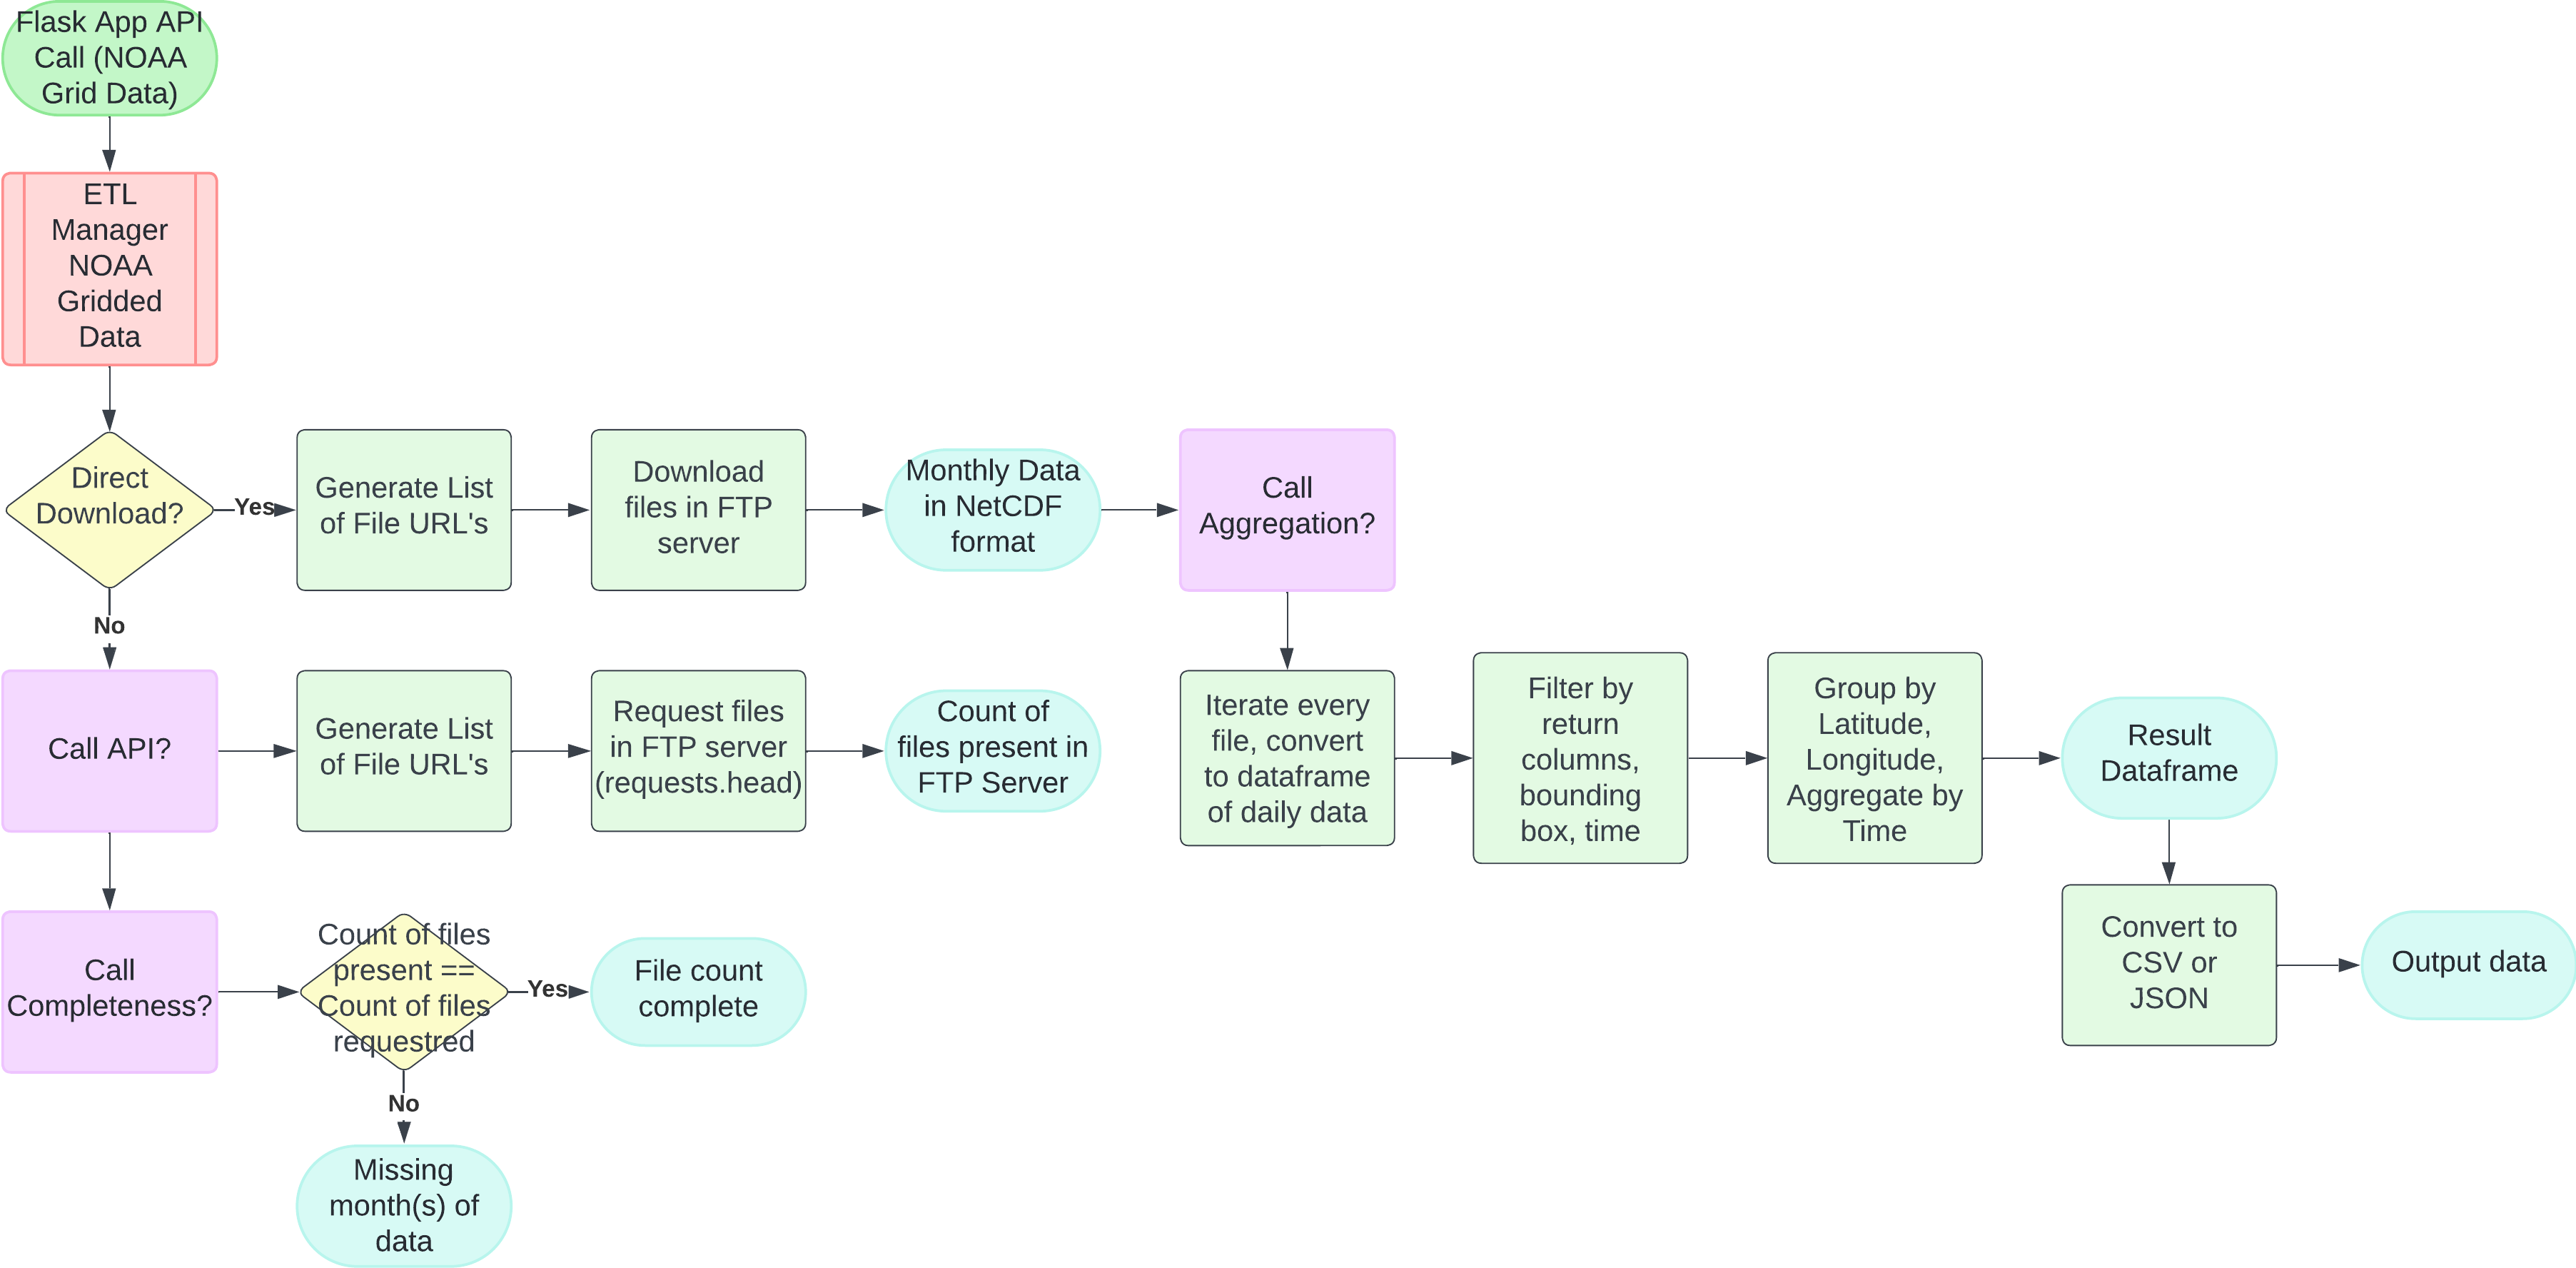 Flask App API
Call (NOAA
Grid Data)
ETL
Manager
NOAA
Gridded
Data
Direct
Download?
Yes
Generate List
of File URL's
Download
files in FTP
server
Monthly Data
in NetCDF
format
Call
Aggregation?
No
Call API?
Generate List
of File URL's
Request files
in FTP server
(requests.head)
Count of
files present in
FTP Server
Iterate every
file, convert
to dataframe
of daily data
Filter by
return
columns,
bounding
box, time
Group by
Latitude,
Longitude,
Aggregate by
Time
Result
Dataframe
Call
Completeness?
Count of files
present ==
Count of files
requestred
Yes
File count
complete
Convert to
CSV or
JSON
Output data
No
Missing
month(s) of
data